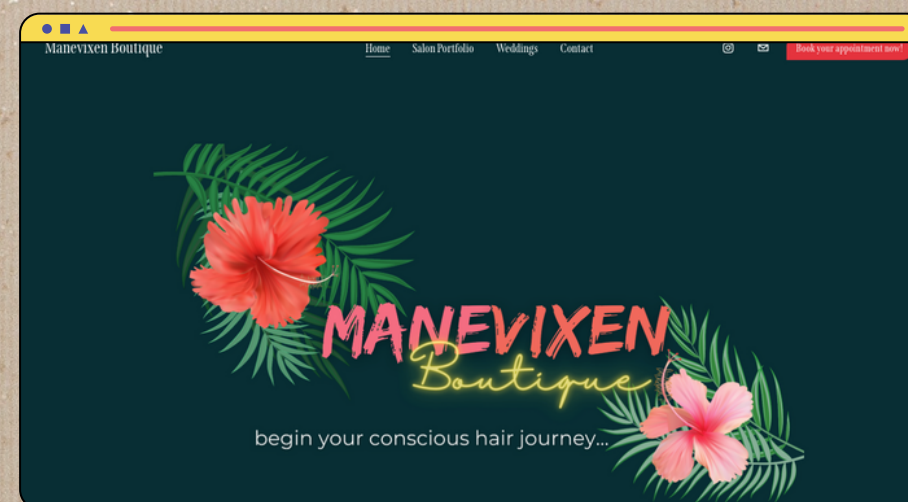 Manevixen Boutique
Home Salon Portfolio Weddings Contact
Book your appointment now!
MANEVIXEN
Boutique
begin your conscious hair journey...